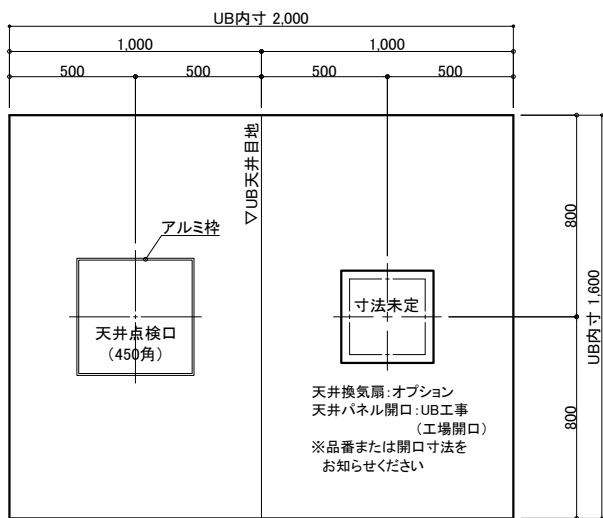 UB内寸 2,000
1,000
1,000
500
500
500
500
▽UB天井目地
アルミ枠
天井点検口
(450角)
寸法未定
800
UB内寸 1,600
800
天井換気扇:オプション
天井パネル開口:UB工事
(工場開口)
※品番または開口寸法を
お知らせください